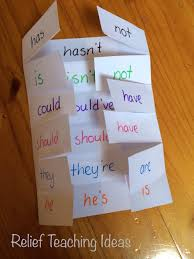 has not
hasn't
is isn't not
could could've have
should should' have
they they're are
he's is
Relief Teaching Ideas